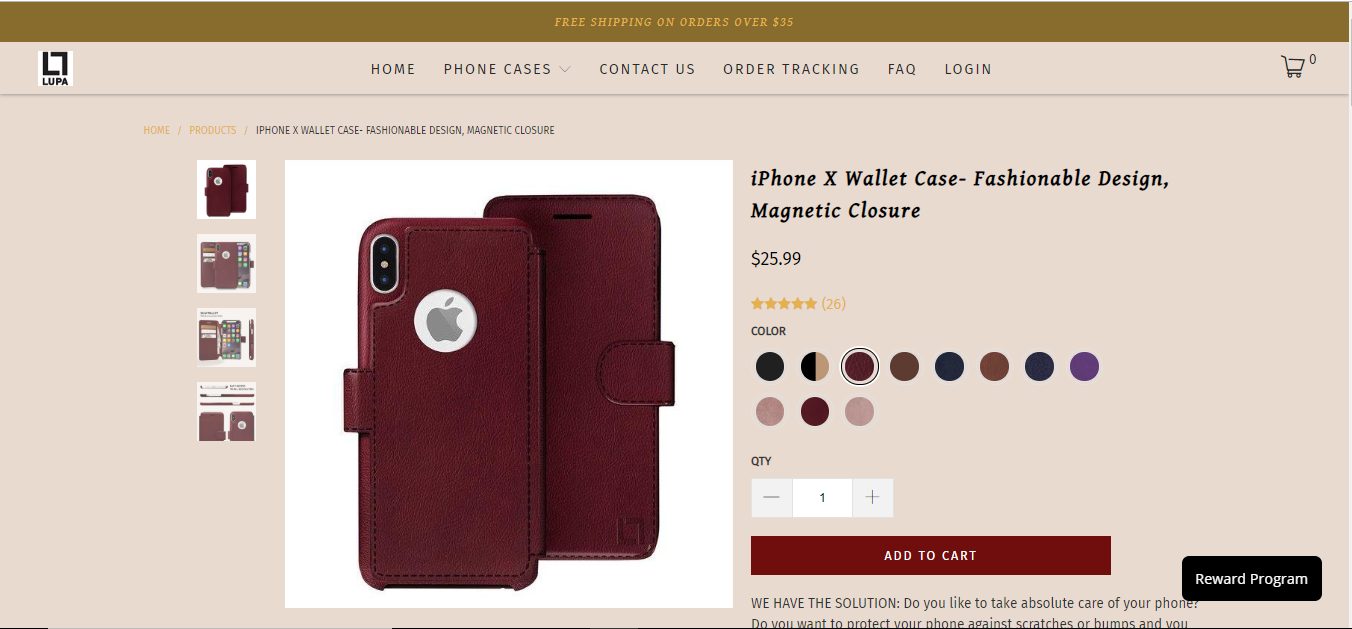 FREE SHIPPING ON ORDERS OVER $35
LUPA
HOME
PHONE CASES
CONTACT US
ORDER TRACKING
FAQ
LOGIN
0
HOME / PRODUCTS / IPHONE X WALLET CASE- FASHIONABLE DESIGN, MAGNETIC CLOSURE
iPhone X Wallet Case- Fashionable Design,
Magnetic Closure
$25.99
(26)
COLOR
QTY
1
ADD TO CART
Reward Program
WE HAVE THE SOLUTION: Do you like to take absolute care of your phone?
Do you want to protect your phone against scratches or bumps and you